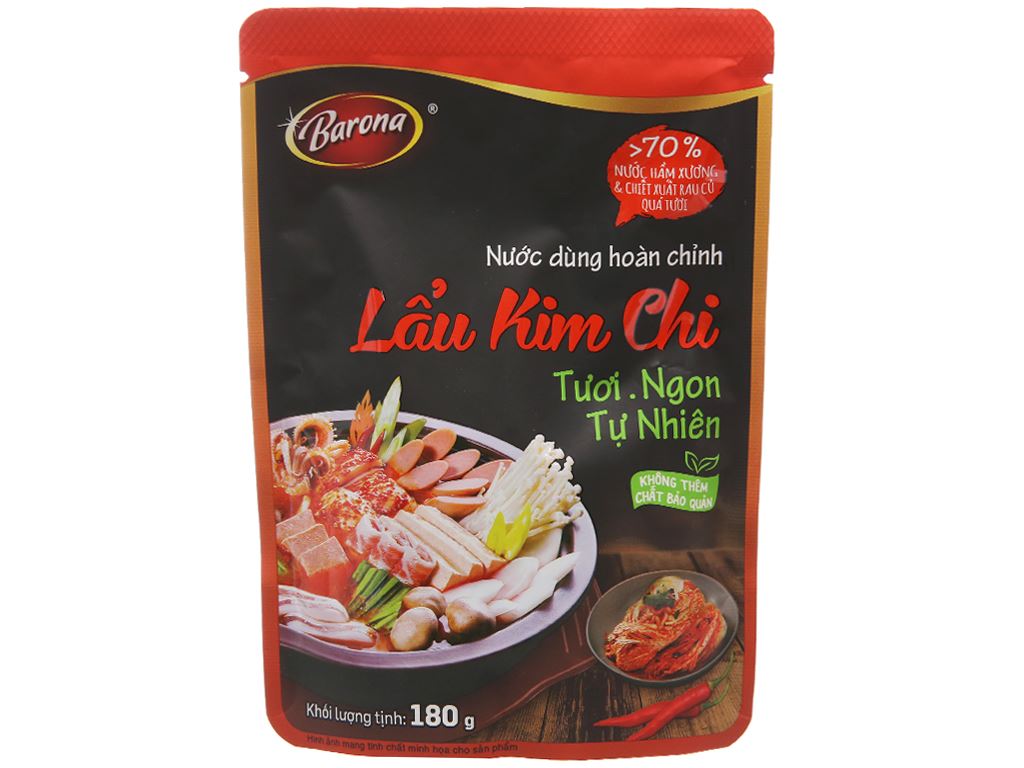 Barona ®
>70%
NƯỚC HẦM XƯƠNG
& CHIẾT XUẤT RAU CỦ
QUẢ TƯƠI
Nước dùng hoàn chỉnh
Lẩu Kim Chi
Tươi . Ngon
Tự Nhiên
KHÔNG THÊM
CHẤT BẢO QUẢN
Khối lượng tịnh: 180 g
Hình ảnh mang tính chất minh họa cho sản phẩm